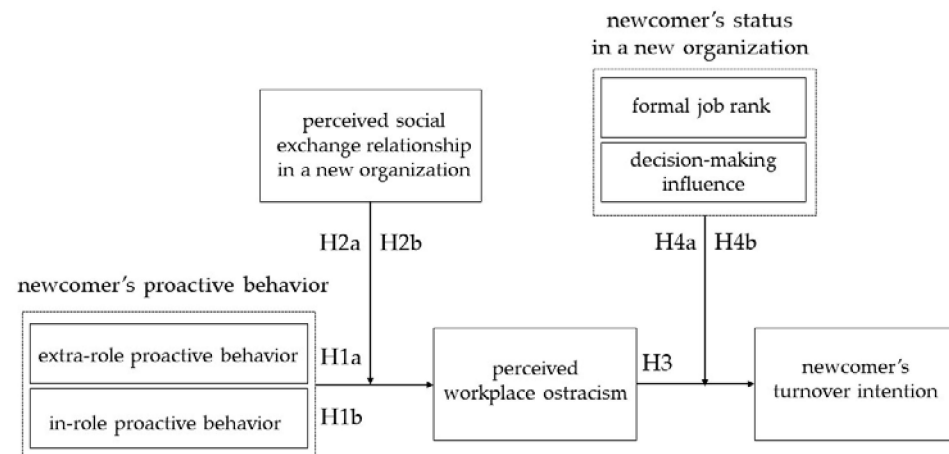 newcomer's status
in a new organization
formal job rank
decision-making
influence
perceived social
exchange relationship
in a new organization
H2a H2b
H4a H4b
newcomer's proactive behavior
extra-role proactive behavior
in-role proactive behavior
H1a
H1b
perceived
workplace ostracism
H3
newcomer's
turnover intention